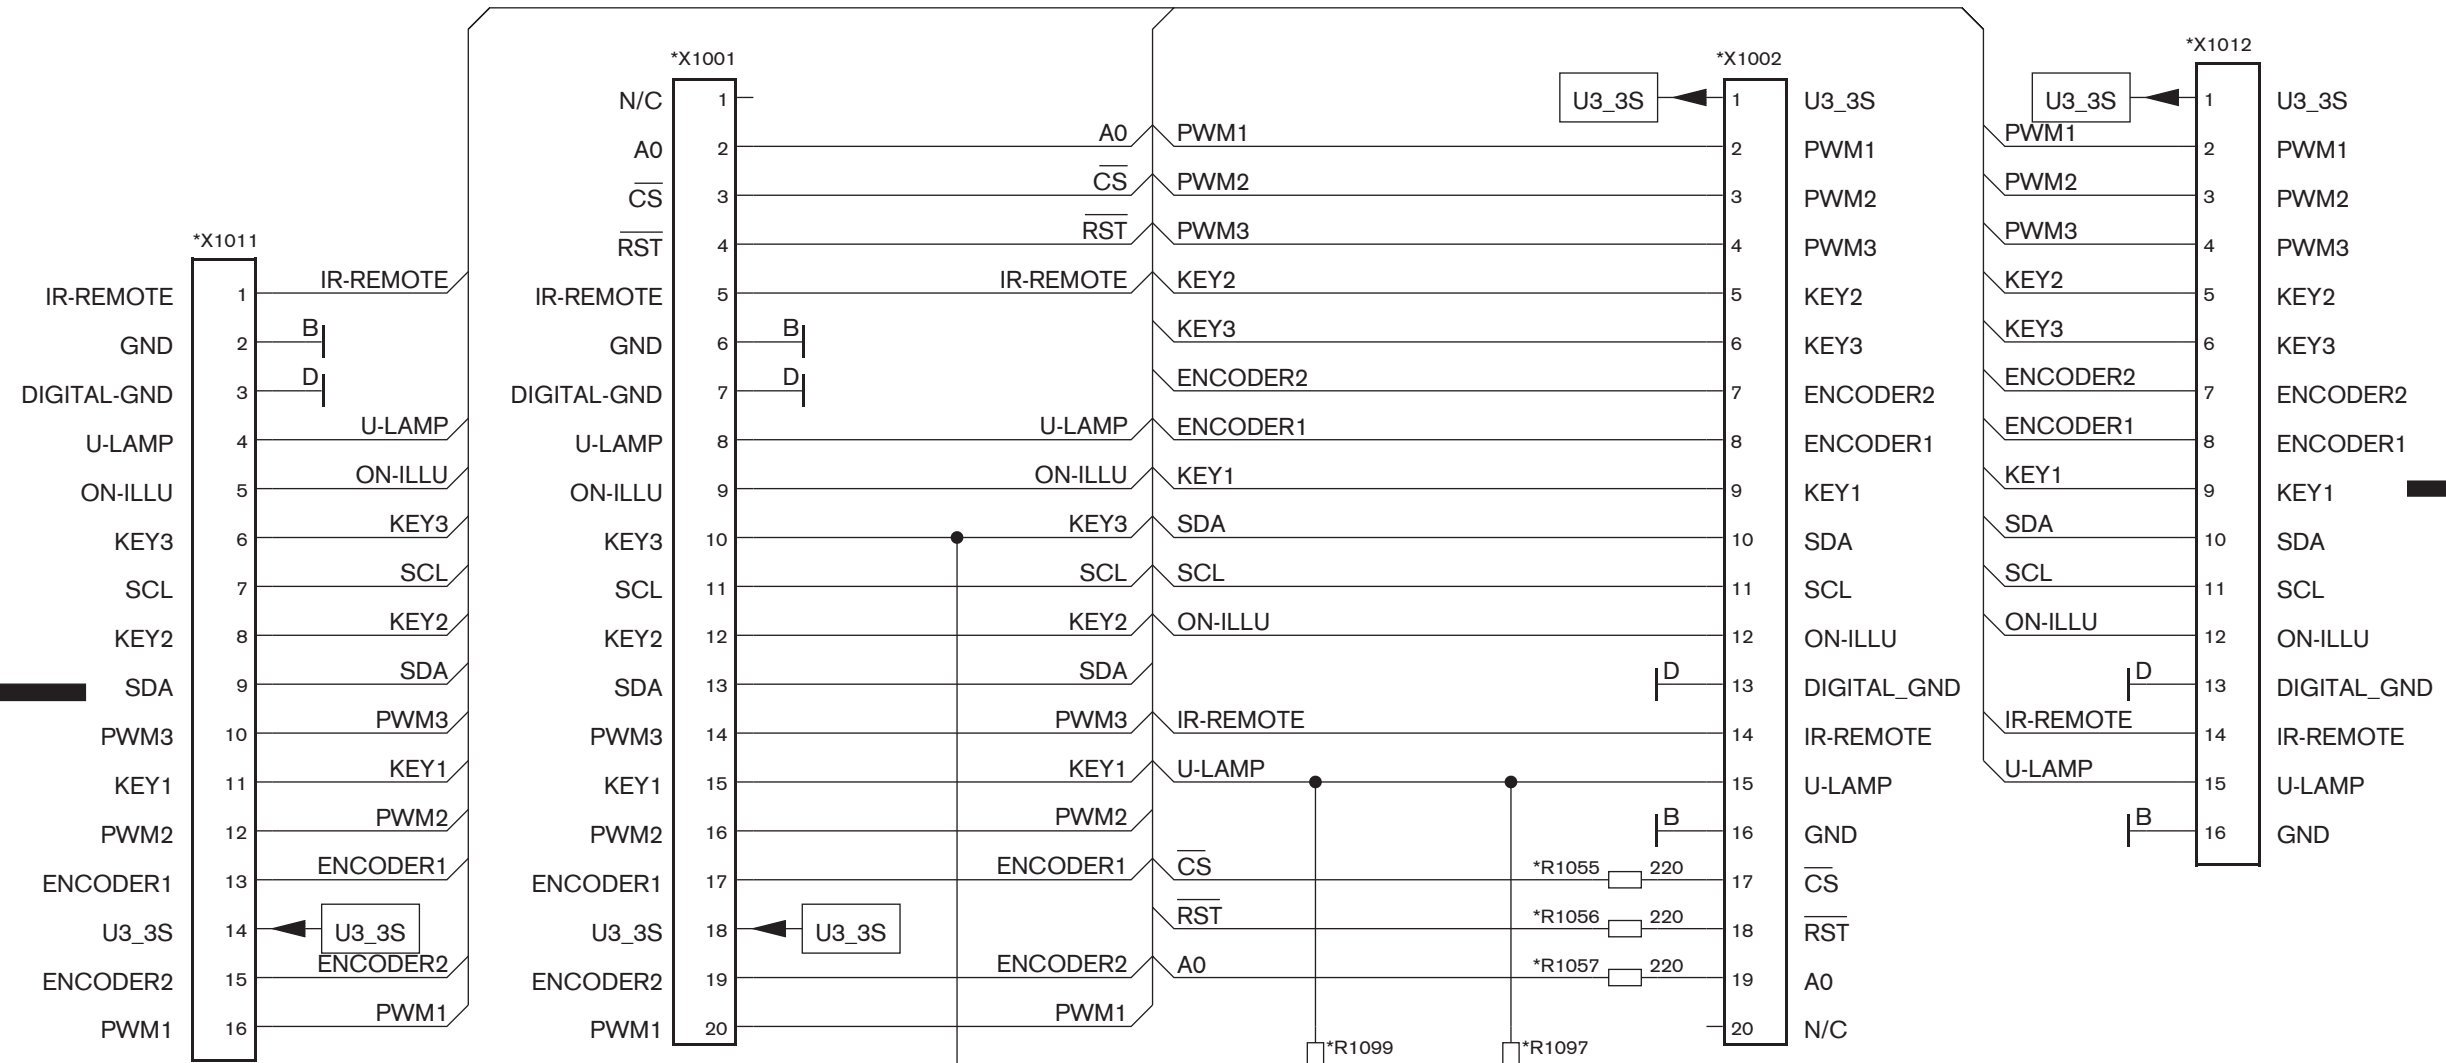 *X1011
IR-REMOTE 1 IR-REMOTE
GND 2 B
DIGITAL-GND 3 D
U-LAMP 4 U-LAMP
ON-ILLU 5 ON-ILLU
KEY3 6 KEY3
SCL 7 SCL
KEY2 8 KEY2
SDA 9 SDA
PWM3 10 PWM3
KEY1 11 KEY1
PWM2 12 PWM2
ENCODER1 13 ENCODER1
U3_3S 14 U3_3S
ENCODER2 15 ENCODER2
PWM1 16 PWM1
*X1001
N/C 1
A0 2 A0
C̅S̅ 3 C̅S̅
R̅S̅T̅ 4 R̅S̅T̅
IR-REMOTE 5 IR-REMOTE
GND 6 B
DIGITAL-GND 7 D
U-LAMP 8 U-LAMP
ON-ILLU 9 ON-ILLU
KEY3 10 KEY3
SCL 11 SCL
KEY2 12 KEY2
SDA 13 SDA
PWM3 14 PWM3
KEY1 15 KEY1
PWM2 16 PWM2
ENCODER1 17 ENCODER1
U3_3S 18 U3_3S
ENCODER2 19 ENCODER2
PWM1 20 PWM1
*X1002
U3_3S 1 U3_3S
PWM1 2 PWM1
PWM2 3 PWM2
PWM3 4 PWM3
KEY2 5 KEY2
KEY3 6 KEY3
ENCODER2 7 ENCODER2
ENCODER1 8 ENCODER1
KEY1 9 KEY1
SDA 10 SDA
SCL 11 SCL
ON-ILLU 12 ON-ILLU
D 13 DIGITAL_GND
IR-REMOTE 14 IR-REMOTE
U-LAMP 15 U-LAMP
B 16 GND
C̅S̅ *R1055 220 17 C̅S̅
R̅S̅T̅ *R1056 220 18 R̅S̅T̅
A0 *R1057 220 19 A0
20 N/C
*R1099
*R1097
*X1012
U3_3S 1 U3_3S
PWM1 2 PWM1
PWM2 3 PWM2
PWM3 4 PWM3
KEY2 5 KEY2
KEY3 6 KEY3
ENCODER2 7 ENCODER2
ENCODER1 8 ENCODER1
KEY1 9 KEY1
SDA 10 SDA
SCL 11 SCL
ON-ILLU 12 ON-ILLU
D 13 DIGITAL_GND
IR-REMOTE 14 IR-REMOTE
U-LAMP 15 U-LAMP
B 16 GND